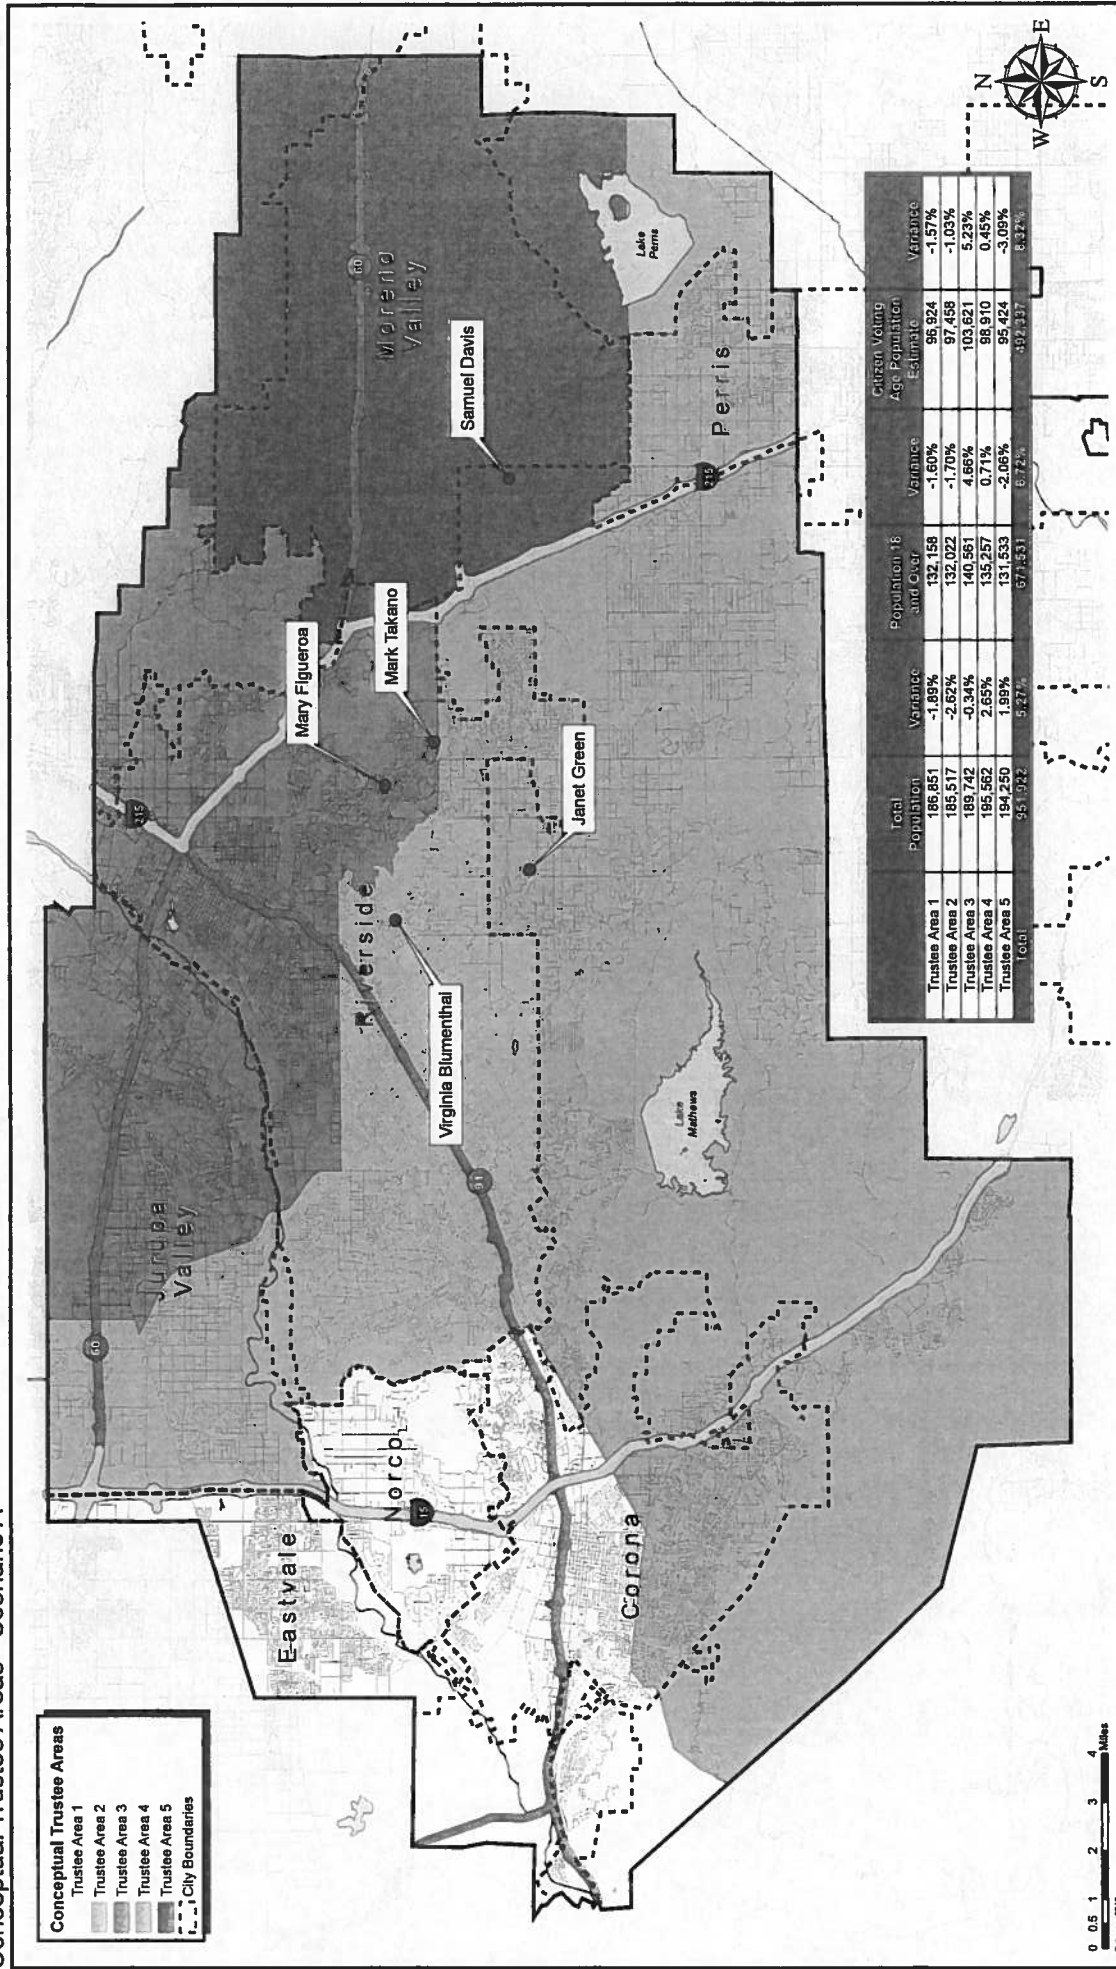 Conceptual Trustee Areas
Trustee Area 1
Trustee Area 2
Trustee Area 3
Trustee Area 4
Trustee Area 5
City Boundaries
60
215
60
Jurupa
Valley
Moreno
Valley
Mary Figueroa
Mark Takano
Samuel Davis
Eastvale
Norco
15
Riverside
Virginia Blumenthal
91
Janet Green
Lake
Perris
Perris
215
Corona
Lake
Mathews
Total
Population Variance Population 18
and Over Variance Citizen Voting
Age Population
Estimate Variance
Trustee Area 1 186,851 -1.89% 132,158 -1.60% 96,924 -1.57%
Trustee Area 2 185,517 -2.62% 132,022 -1.70% 97,458 -1.03%
Trustee Area 3 189,742 -0.34% 140,561 4.66% 103,621 5.23%
Trustee Area 4 195,562 2.65% 135,257 0.71% 98,910 0.45%
Trustee Area 5 194,250 1.99% 131,533 -2.06% 95,424 -3.09%
Total 951,922 5.27% 671,531 6.72% 492,337 8.32%
0 0.5 1 2 3 4
Miles
N
W E
S